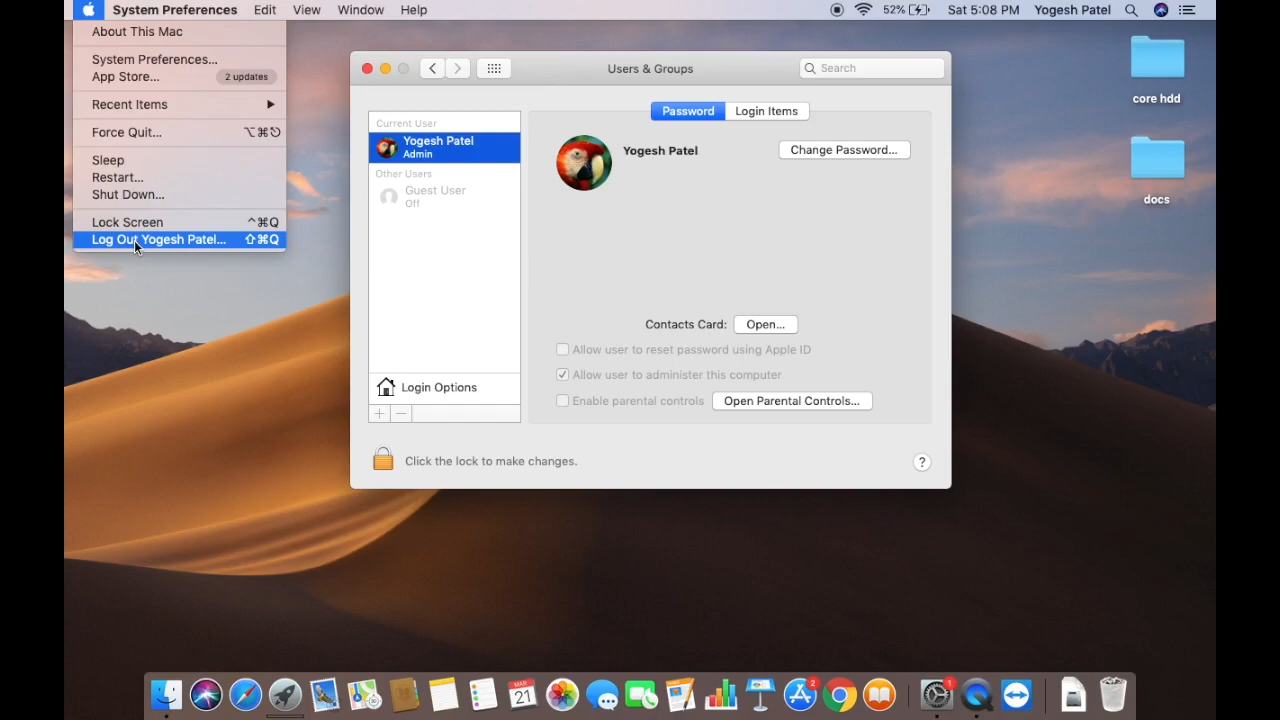 System Preferences Edit View Window Help 52% Sat 5:08 PM Yogesh Patel
About This Mac
System Preferences...
App Store... 2 updates
Recent Items
Force Quit... ⌥⌘⎋
Sleep
Restart...
Shut Down...
Lock Screen ^⌘Q
Log Out Yogesh Patel... ⇧⌘Q
Users & Groups
Search
Current User
Yogesh Patel
Admin
Other Users
Guest User
Off
Login Options
+ −
Password Login Items
Yogesh Patel
Change Password...
Contacts Card: Open...
Allow user to reset password using Apple ID
Allow user to administer this computer
Enable parental controls Open Parental Controls...
Click the lock to make changes.
?
core hdd
docs
MAR
21
2
1